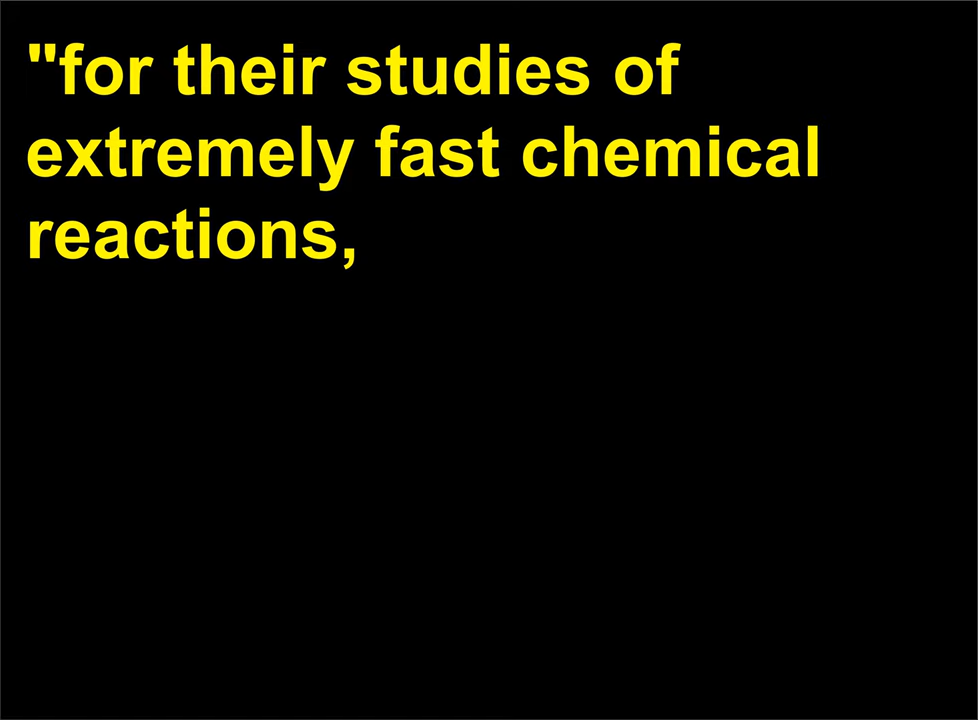 "for their studies of
extremely fast chemical
reactions,